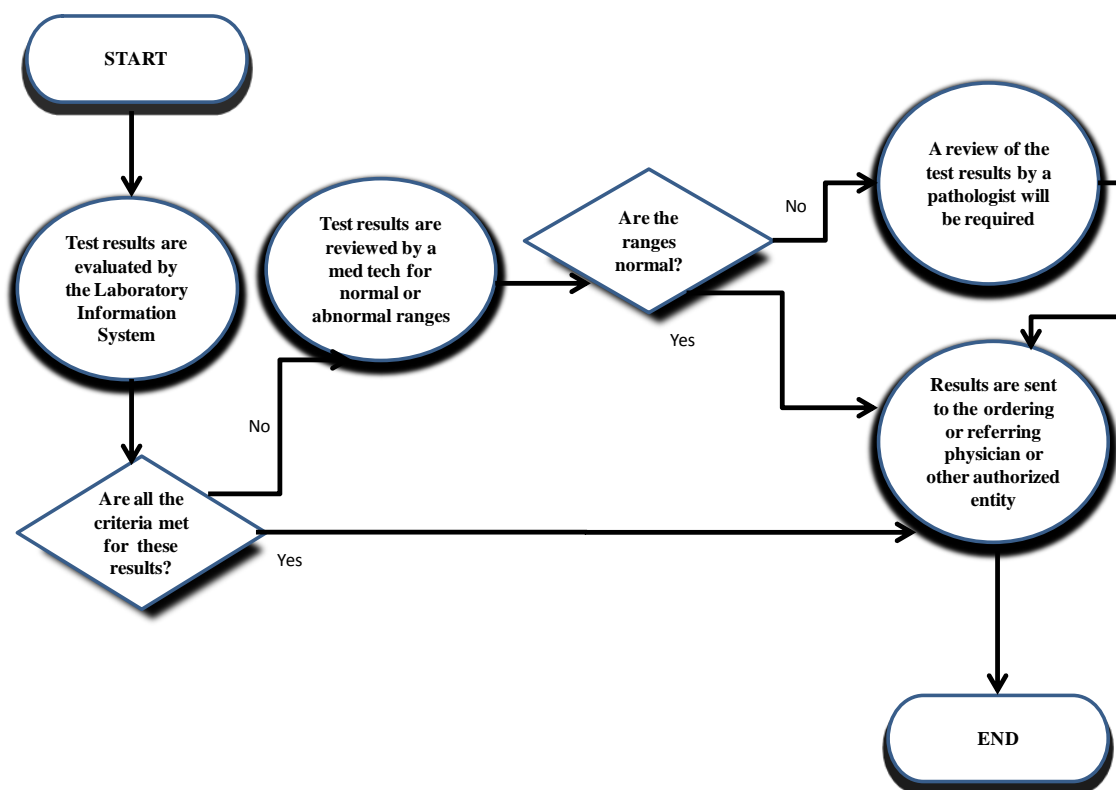 START
Test results are
evaluated by
the Laboratory
Information
System
Are all the
criteria met
for these
results?
No
Yes
Test results are
reviewed by a
med tech for
normal or
abnormal ranges
Are the
ranges
normal?
No
Yes
A review of the
test results by a
pathologist will
be required
Results are sent
to the ordering
or referring
physician or
other authorized
entity
END